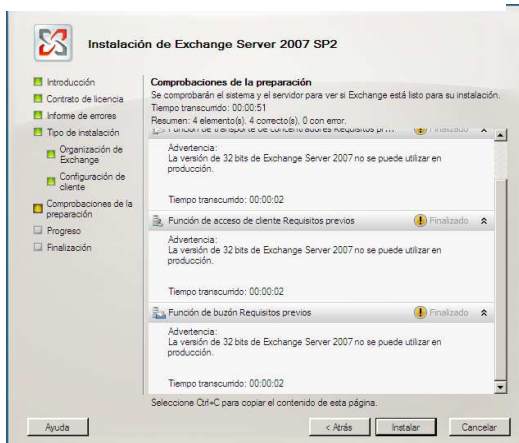 Instalación de Exchange Server 2007 SP2
Introducción
Contrato de licencia
Informe de errores
Tipo de instalación
Organización de
Exchange
Configuración de
cliente
Comprobaciones de la
preparación
Progreso
Finalización
Comprobaciones de la preparación
Se comprobarán el sistema y el servidor para ver si Exchange está listo para su instalación.
Tiempo transcurrido: 00:00:51
Resumen: 4 elemento(s). 4 correcto(s), 0 con error.
Función de transporte de concentradores Requisitos pr... Finalizado
Advertencia:
La versión de 32 bits de Exchange Server 2007 no se puede utilizar en
producción.
Tiempo transcurrido: 00:00:02
Función de acceso de cliente Requisitos previos Finalizado
Advertencia:
La versión de 32 bits de Exchange Server 2007 no se puede utilizar en
producción.
Tiempo transcurrido: 00:00:02
Función de buzón Requisitos previos Finalizado
Advertencia:
La versión de 32 bits de Exchange Server 2007 no se puede utilizar en
producción.
Tiempo transcurrido: 00:00:02
Seleccione Ctrl+C para copiar el contenido de esta página.
Ayuda < Atrás Instalar Cancelar